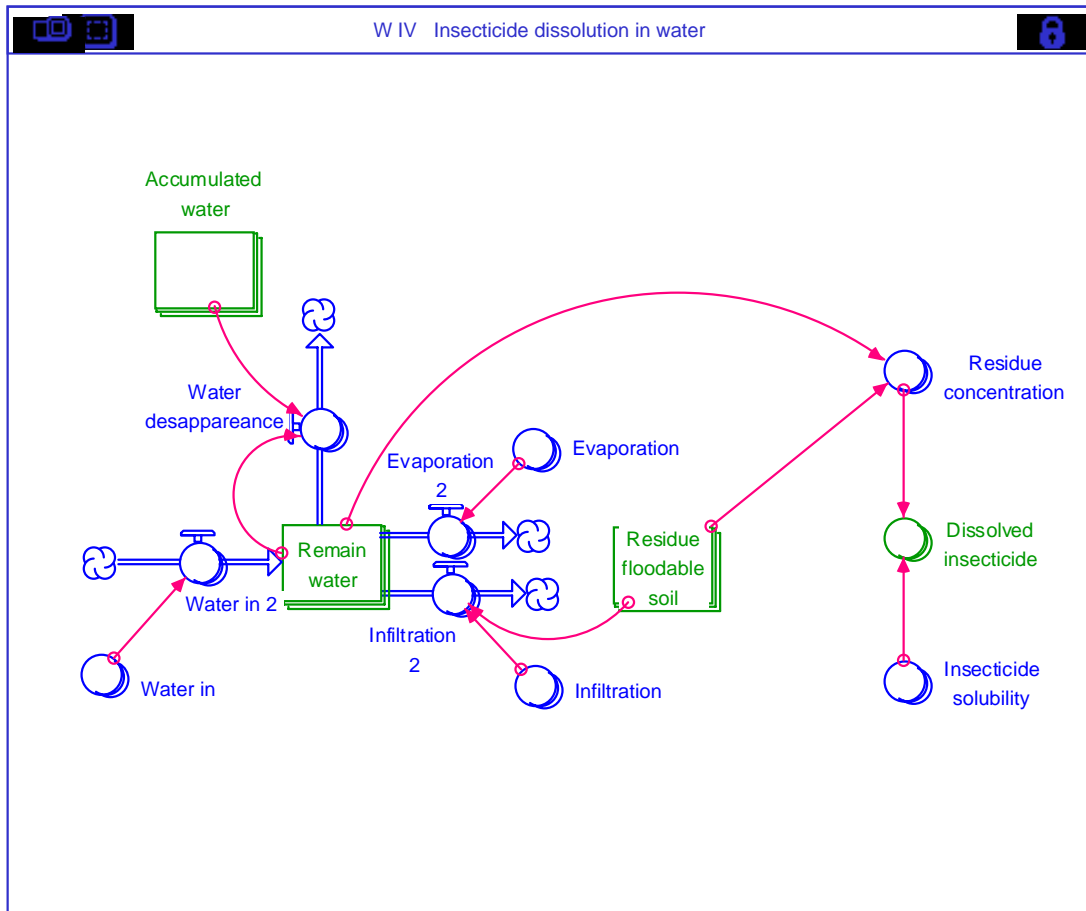 W IV   Insecticide dissolution in water
Accumulated
water
Water
desappareance
Evaporation
2
Evaporation
Residue
concentration
Remain
water
Residue
floodable
soil
Dissolved
insecticide
Water in 2
Infiltration
2
Water in
Infiltration
Insecticide
solubility